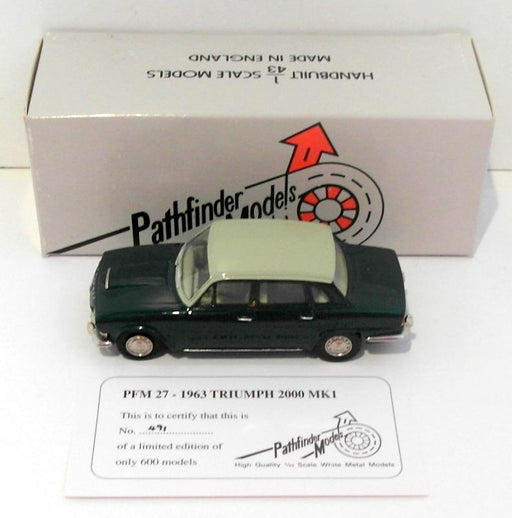 HANDBUILT 1/43 SCALE MODELS
MADE IN ENGLAND
Pathfinder
Models
PFM 27 - 1963 TRIUMPH 2000 MK1
This is to certify that this is
No. 491
of a limited edition of
only 600 models
Pathfinder
Models
High Quality 1/43 Scale White Metal Models